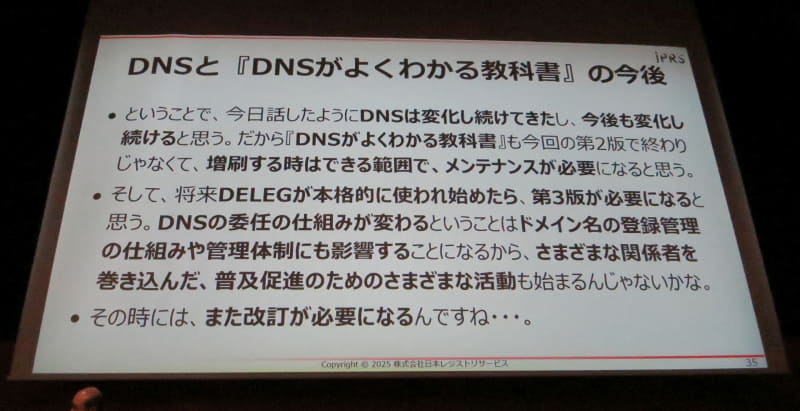 jPRS
DNSと『DNSがよくわかる教科書』の今後
• ということで、今日話したようにDNSは変化し続けてきたし、今後も変化し
続けると思う。だから『DNSがよくわかる教科書』も今回の第2版で終わり
じゃなくて、増刷する時はできる範囲で、メンテナンスが必要になると思う。
• そして、将来DELEGが本格的に使われ始めたら、第3版が必要になると
思う。DNSの委任の仕組みが変わるということはドメイン名の登録管理
の仕組みや管理体制にも影響することになるから、さまざまな関係者を
巻き込んだ、普及促進のためのさまざまな活動も始まるんじゃないかな。
• その時には、また改訂が必要になるんですね・・・。
Copyright © 2025 株式会社日本レジストリサービス
35